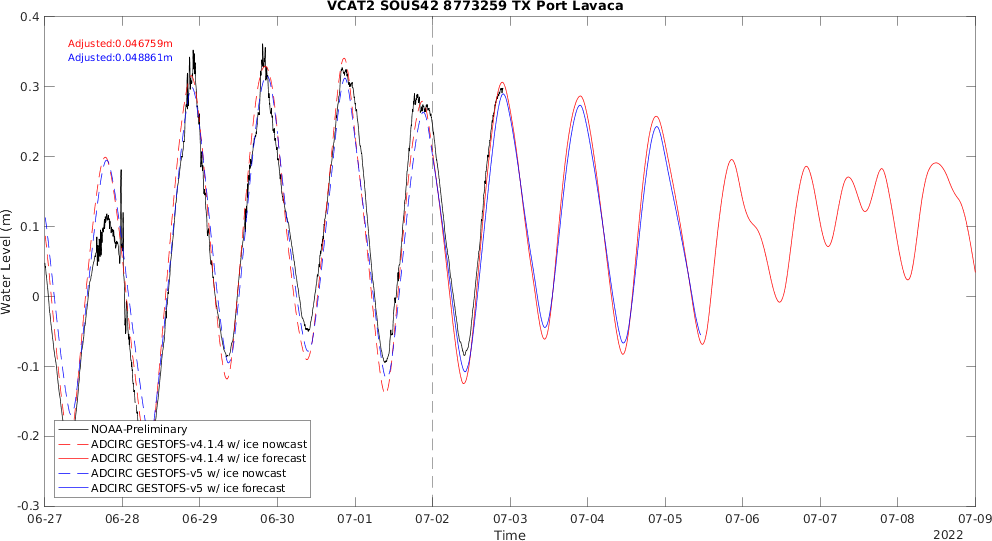 VCAT2 SOUS42 8773259 TX Port Lavaca
0.4
0.3
0.2
0.1
0
-0.1
-0.2
-0.3
Water Level (m)
Adjusted:0.046759m
Adjusted:0.048861m
NOAA-Preliminary
ADCIRC GESTOFS-v4.1.4 w/ ice nowcast
ADCIRC GESTOFS-v4.1.4 w/ ice forecast
ADCIRC GESTOFS-v5 w/ ice nowcast
ADCIRC GESTOFS-v5 w/ ice forecast
06-27 06-28 06-29 06-30 07-01 07-02 07-03 07-04 07-05 07-06 07-07 07-08 07-09
Time
2022